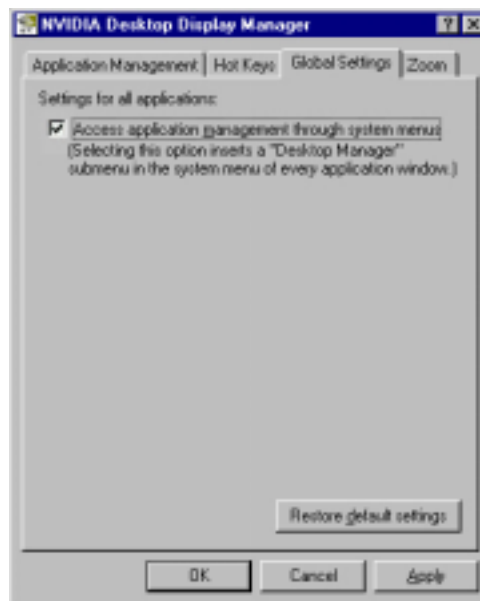 NVIDIA Desktop Display Manager
Application Management Hot Keys Global Settings Zoom
Settings for all applications:
Access application management through system menus
(Selecting this option inserts a "Desktop Manager"
submenu in the system menu of every application window.)
Restore default settings
OK Cancel Apply